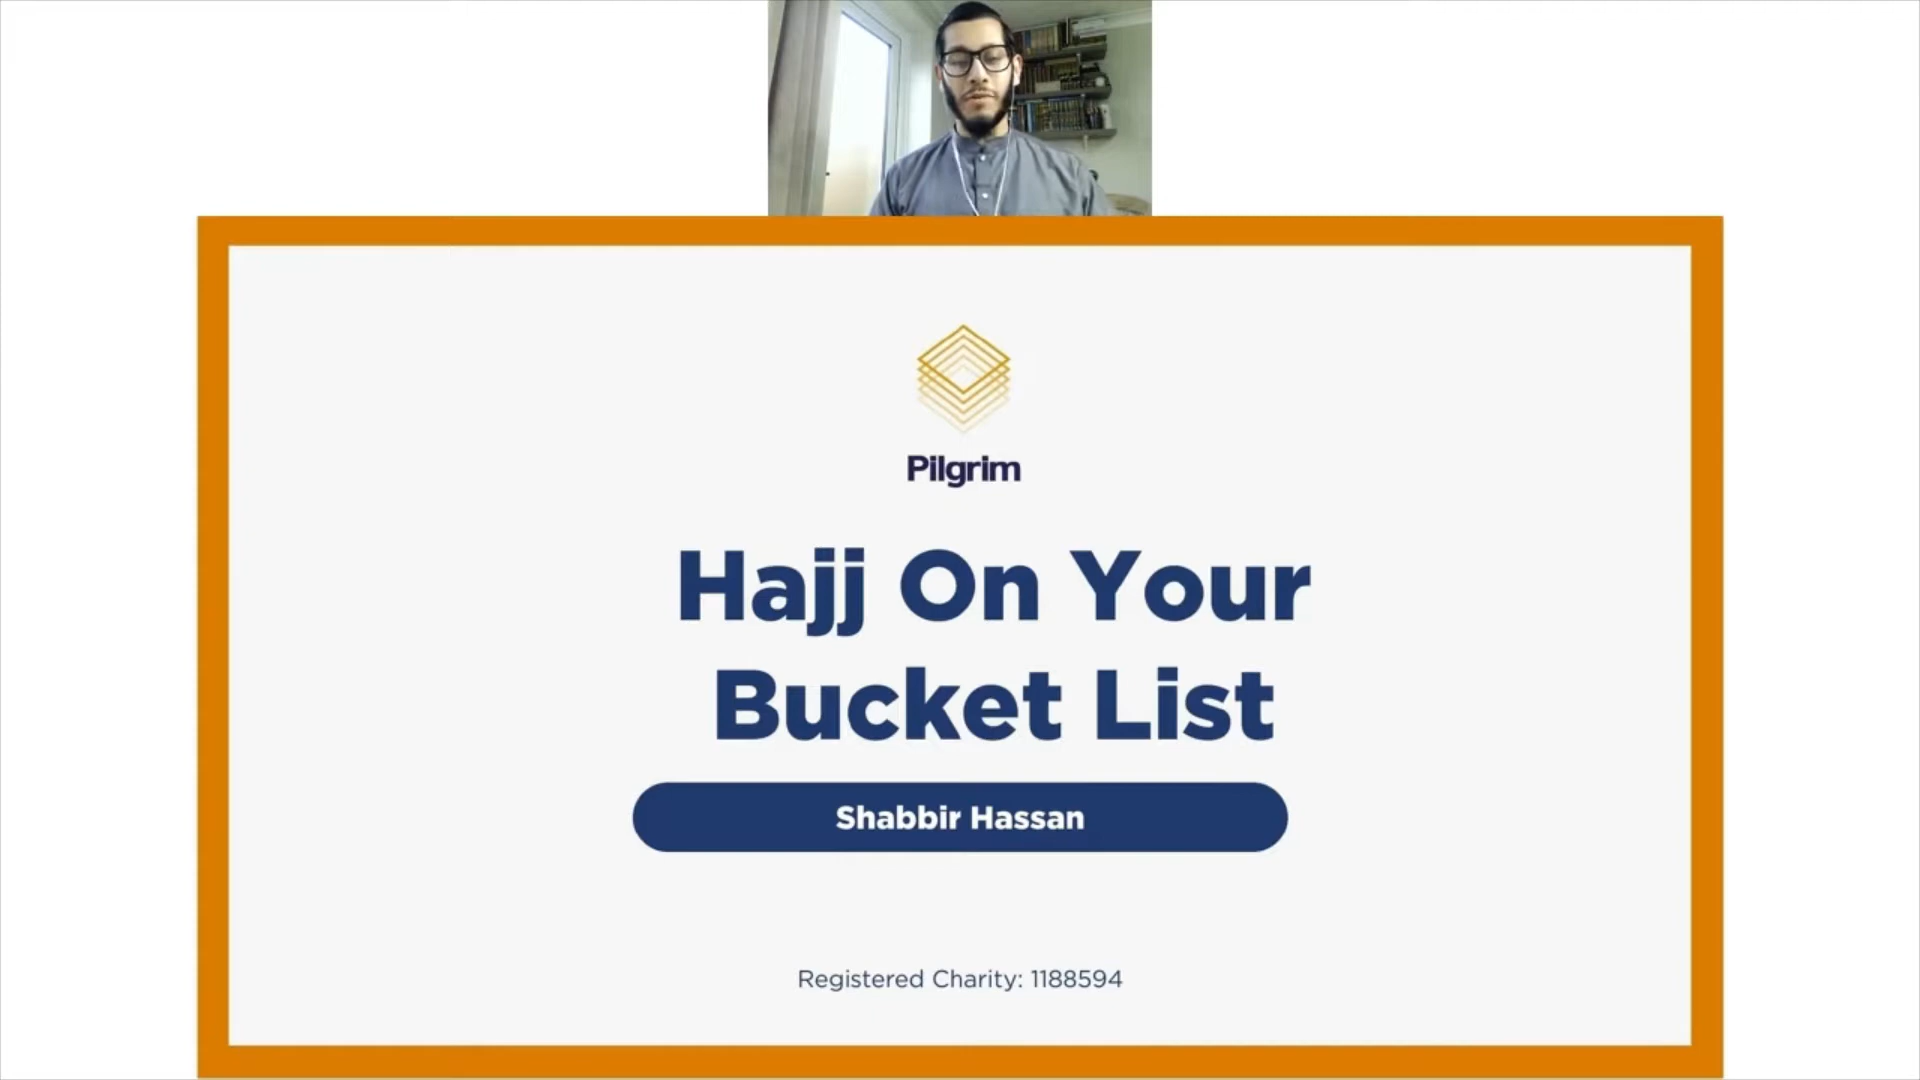 Pilgrim
Hajj On Your
Bucket List
Shabbir Hassan
Registered Charity: 1188594